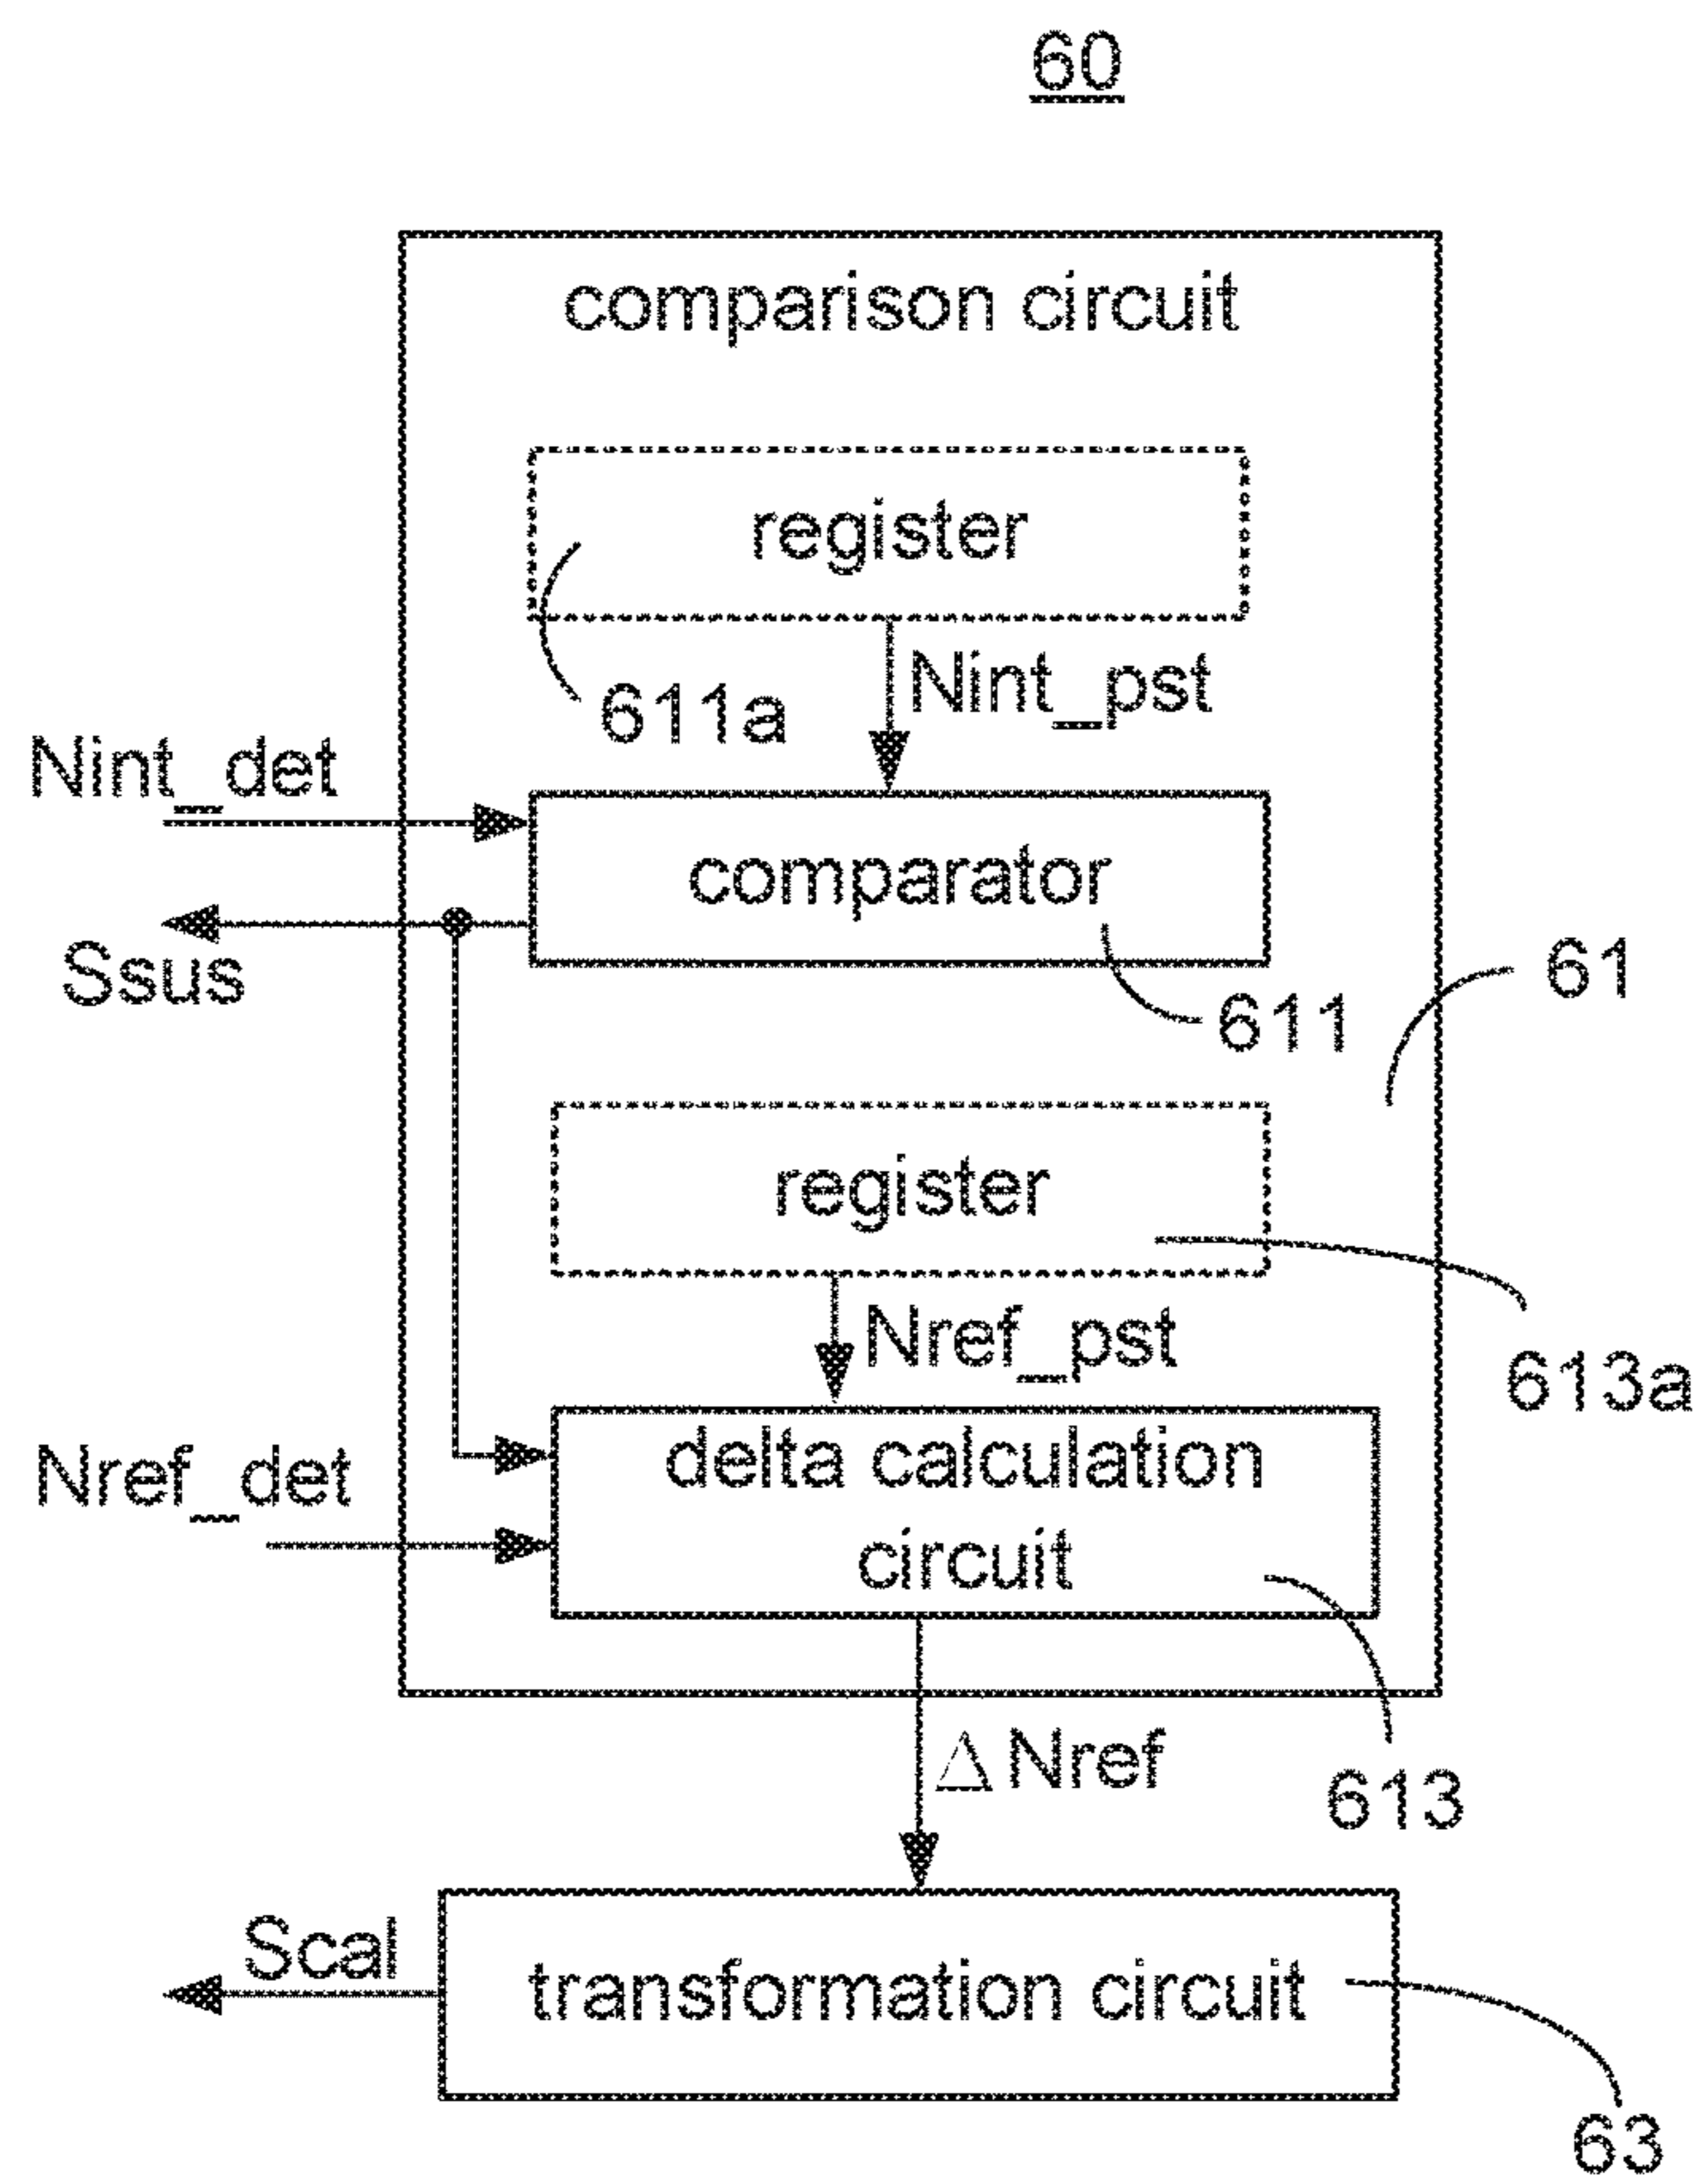 60
comparison circuit
register
611a
Nint_pst
Nint_det
comparator
Ssus
611
61
register
Nref_pst
613a
Nref_det
delta calculation
circuit
ΔNref
613
Scal
transformation circuit
63